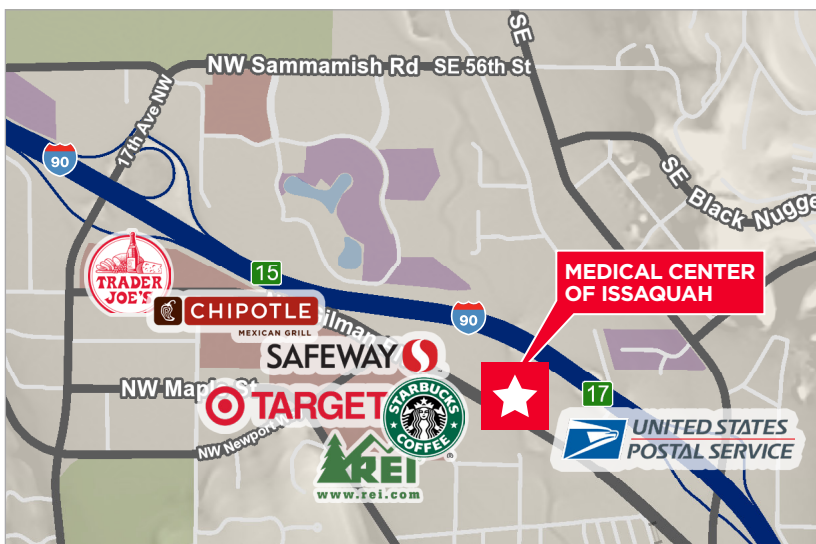 SE
NW Sammamish Rd SE 56th St
17th Ave NW
90
SE Black Nugge
TRADER
JOE'S
15
MEDICAL CENTER
OF ISSAQUAH
CHIPOTLE
MEXICAN GRILL
90
ilman
SAFEWAY
NW Ma
St
17
TARGET
STARBUCKS
COFFEE
UNITED STATES
POSTAL SERVICE
NW Newport
REI
www.rei.com